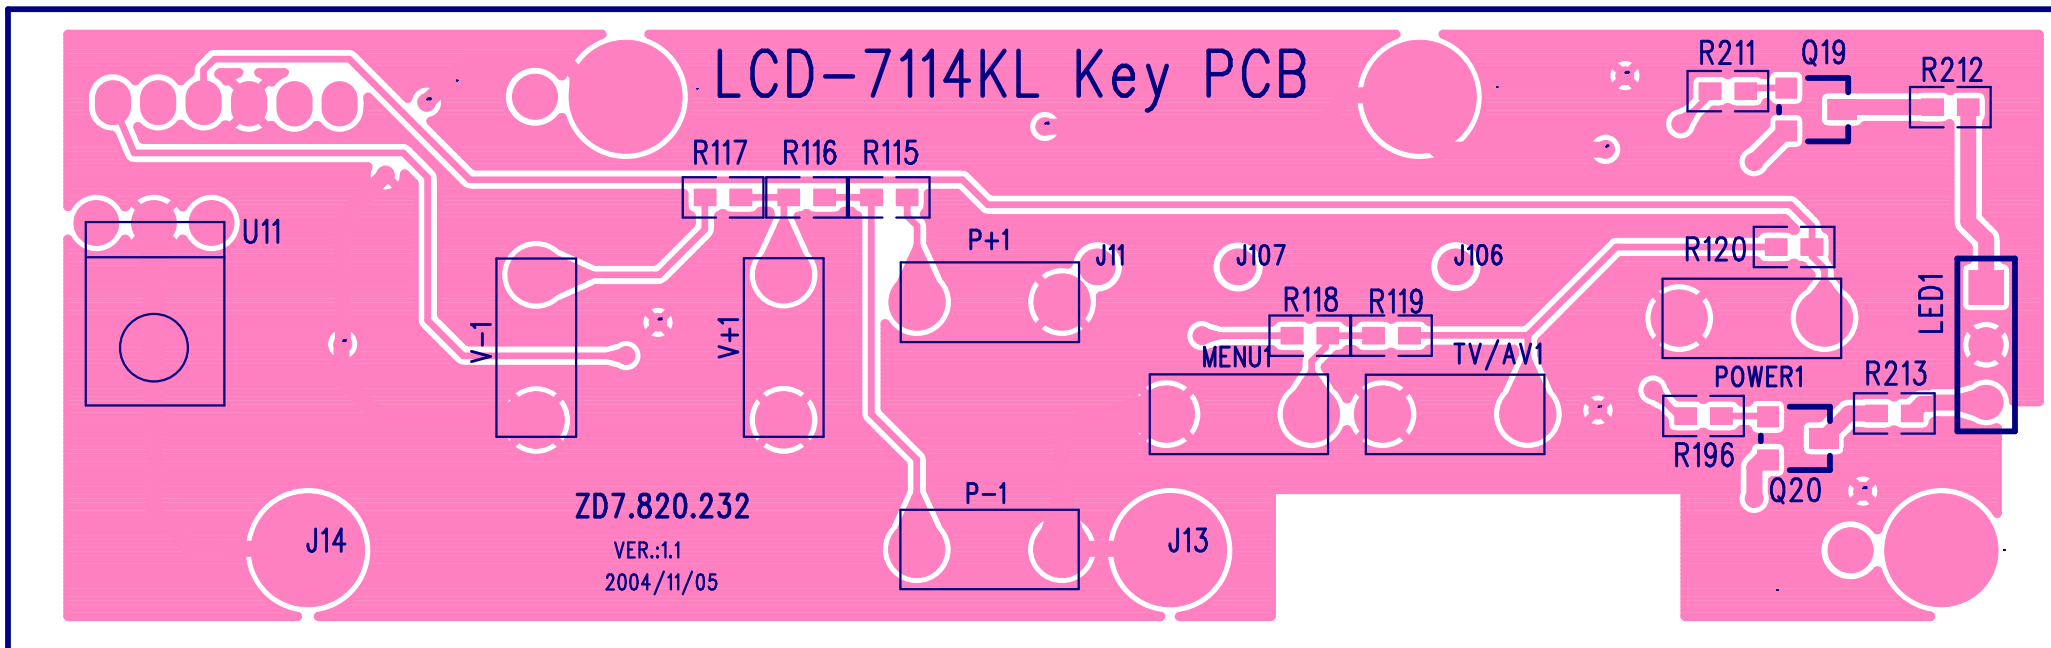 LCD-7114KL Key PCB
R211
Q19
R212
R117
R116
R115
U11
P+1
J11
J107
J106
R120
LED1
R118
R119
V-1
V+1
MENU1
TV/AV1
POWER1
R213
R196
Q20
P-1
ZD7.820.232
J14
J13
VER.:1.1
2004/11/05